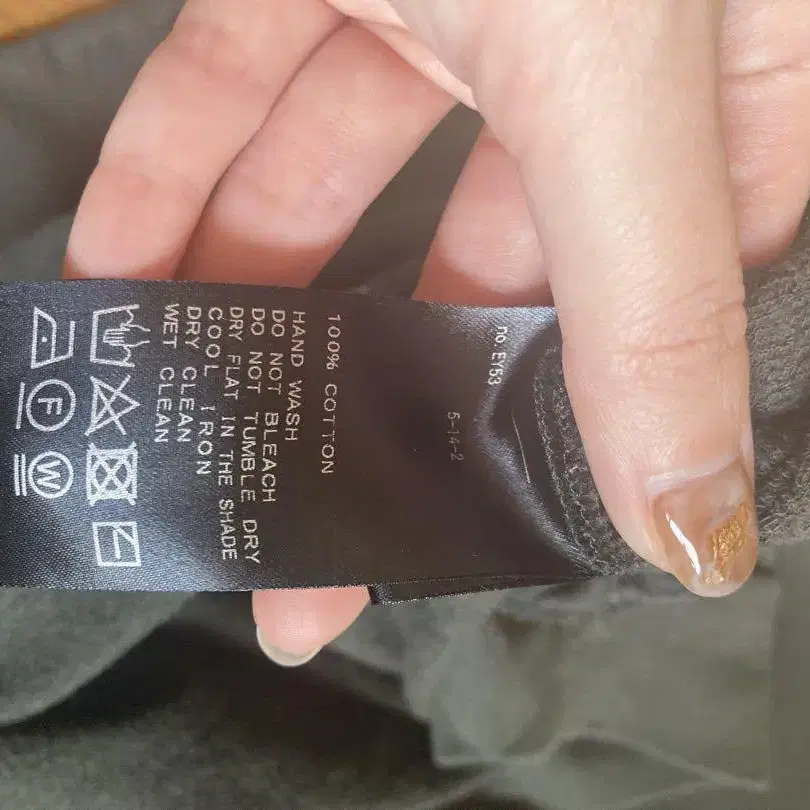 no EY53
5-14-2
100% COTTON
HAND WASH
DO NOT BLEACH
DO NOT TUMBLE DRY
DRY FLAT IN THE SHADE
COOL IRON
DRY CLEAN
WET CLEAN
F
W